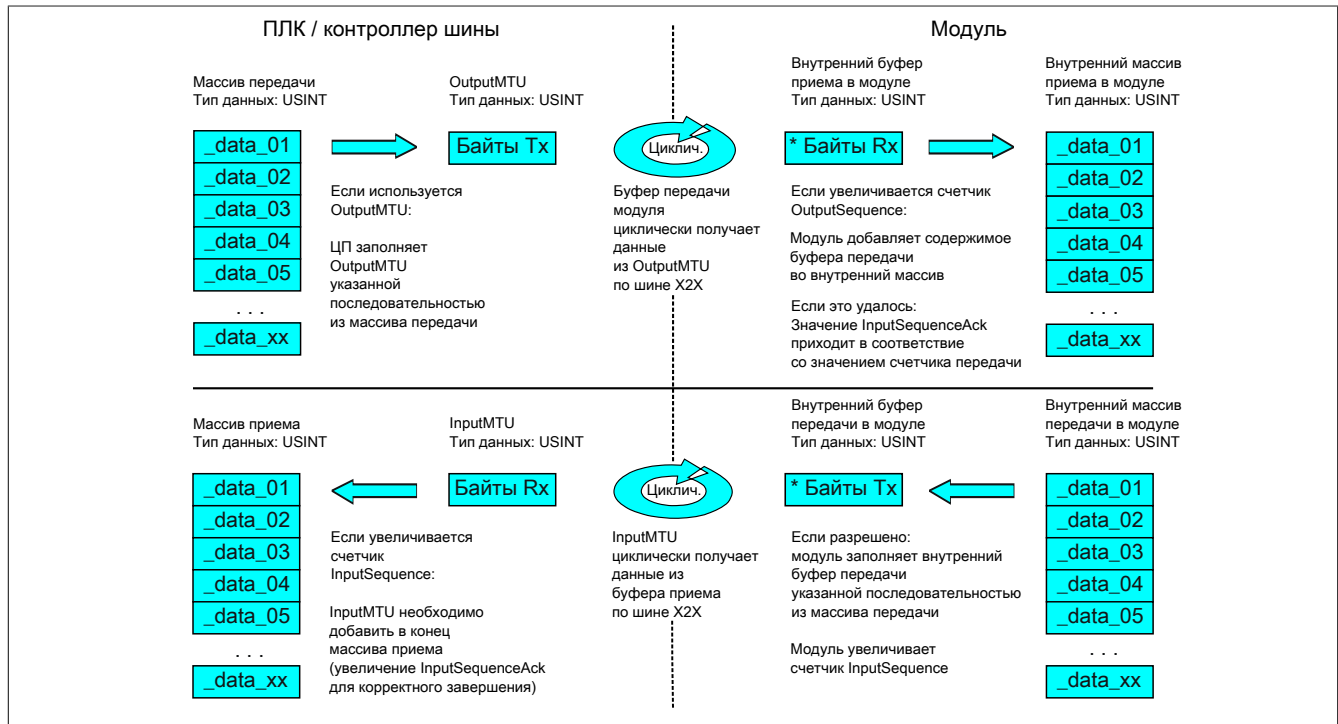 ПЛК / контроллер шины
Модуль
Массив передачи
Тип данных: USINT
OutputMTU
Тип данных: USINT
Внутренний буфер
приема в модуле
Тип данных: USINT
Внутренний массив
приема в модуле
Тип данных: USINT
_data_01
_data_02
_data_03
_data_04
_data_05
. . .
_data_xx
Байты Tx
Если используется
OutputMTU:
ЦП заполняет
OutputMTU
указанной
последовательностью
из массива передачи
Циклич.
Буфер передачи
модуля
циклически получает
данные
из OutputMTU
по шине X2X
* Байты Rx
Если увеличивается счетчик
OutputSequence:
Модуль добавляет содержимое
буфера передачи
во внутренний массив
Если это удалось:
Значение InputSequenceAck
приходит в соответствие
со значением счетчика передачи
_data_01
_data_02
_data_03
_data_04
_data_05
. . .
_data_xx
Массив приема
Тип данных: USINT
InputMTU
Тип данных: USINT
Внутренний буфер
передачи в модуле
Тип данных: USINT
Внутренний массив
передачи в модуле
Тип данных: USINT
_data_01
_data_02
_data_03
_data_04
_data_05
. . .
_data_xx
Байты Rx
Если увеличивается
счетчик
InputSequence:
InputMTU необходимо
добавить в конец
массива приема
(увеличение InputSequenceAck
для корректного завершения)
Циклич.
InputMTU
циклически получает
данные из
буфера приема
по шине X2X
* Байты Tx
Если разрешено:
модуль заполняет внутренний
буфер передачи
указанной последовательностью
из массива передачи
Модуль увеличивает
счетчик InputSequence
_data_01
_data_02
_data_03
_data_04
_data_05
. . .
_data_xx